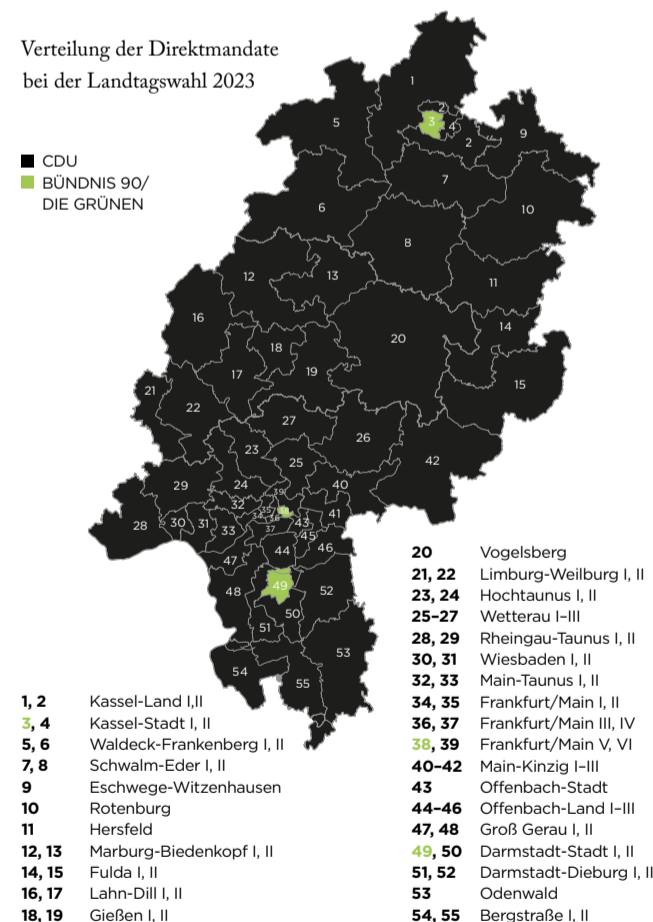 Verteilung der Direktmandate
bei der Landtagswahl 2023
CDU
BÜNDNIS 90/
DIE GRÜNEN
1
2
3
4
2
5
9
7
6
10
8
12
13
11
16
14
20
18
17
19
15
21
22
27
26
23
25
42
29
24
39
40
32
35
38
34
36
41
28
30
31
33
37
43
45
44
46
47
49
48
52
50
51
53
54
55
1, 2 Kassel-Land I,II
3, 4 Kassel-Stadt I, II
5, 6 Waldeck-Frankenberg I, II
7, 8 Schwalm-Eder I, II
9 Eschwege-Witzenhausen
10 Rotenburg
11 Hersfeld
12, 13 Marburg-Biedenkopf I, II
14, 15 Fulda I, II
16, 17 Lahn-Dill I, II
18, 19 Gießen I, II
20 Vogelsberg
21, 22 Limburg-Weilburg I, II
23, 24 Hochtaunus I, II
25–27 Wetterau I–III
28, 29 Rheingau-Taunus I, II
30, 31 Wiesbaden I, II
32, 33 Main-Taunus I, II
34, 35 Frankfurt/Main I, II
36, 37 Frankfurt/Main III, IV
38, 39 Frankfurt/Main V, VI
40–42 Main-Kinzig I–III
43 Offenbach-Stadt
44–46 Offenbach-Land I–III
47, 48 Groß Gerau I, II
49, 50 Darmstadt-Stadt I, II
51, 52 Darmstadt-Dieburg I, II
53 Odenwald
54, 55 Bergstraße I, II